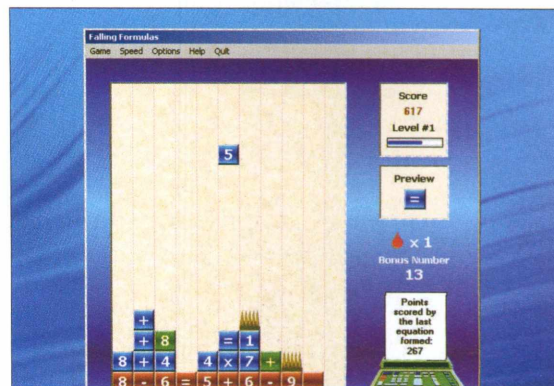 Falling Formulas
Game Speed Options Help Quit
Score
617
Level #1
5
Preview
=
x 1
Bonus Number
13
Points
scored by
the last
equation
formed:
267
+
+ 8 = 1
8 + 4 4 x 7 +
8 - 6 = 5 + 6 - 9